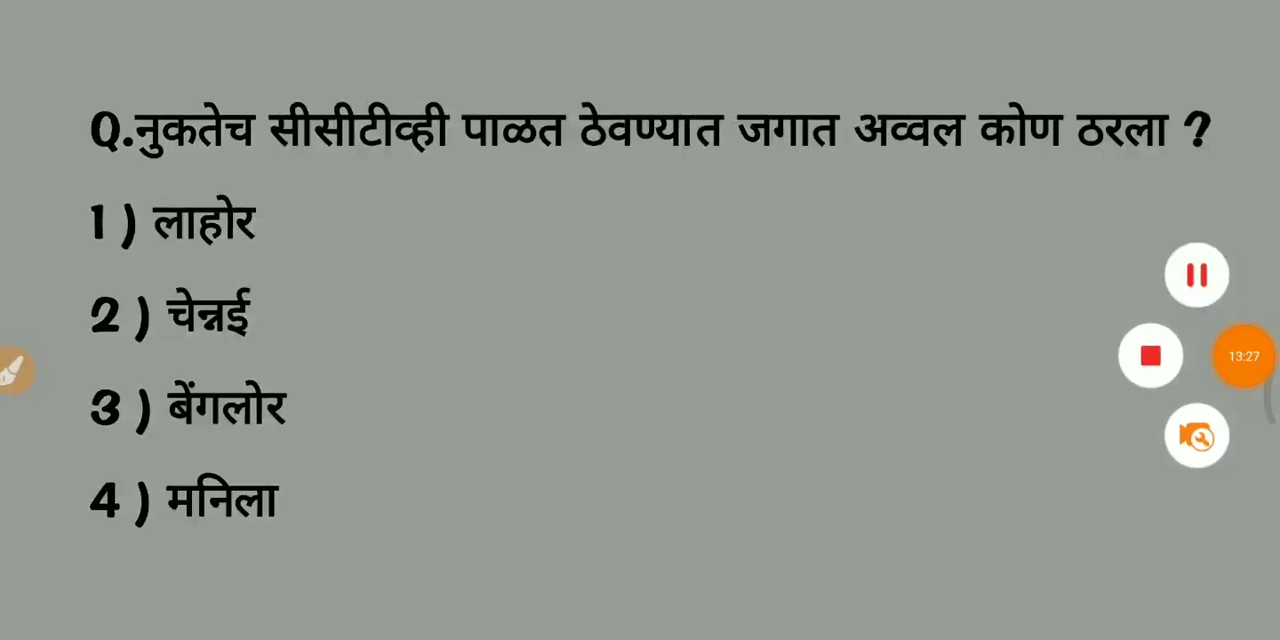 Q.नुकतेच सीसीटीव्ही पाळत ठेवण्यात जगात अव्वल कोण ठरला ?
1 ) लाहोर
2 ) चेन्नई
3 ) बेंगलोर
4 ) मनिला
13:27